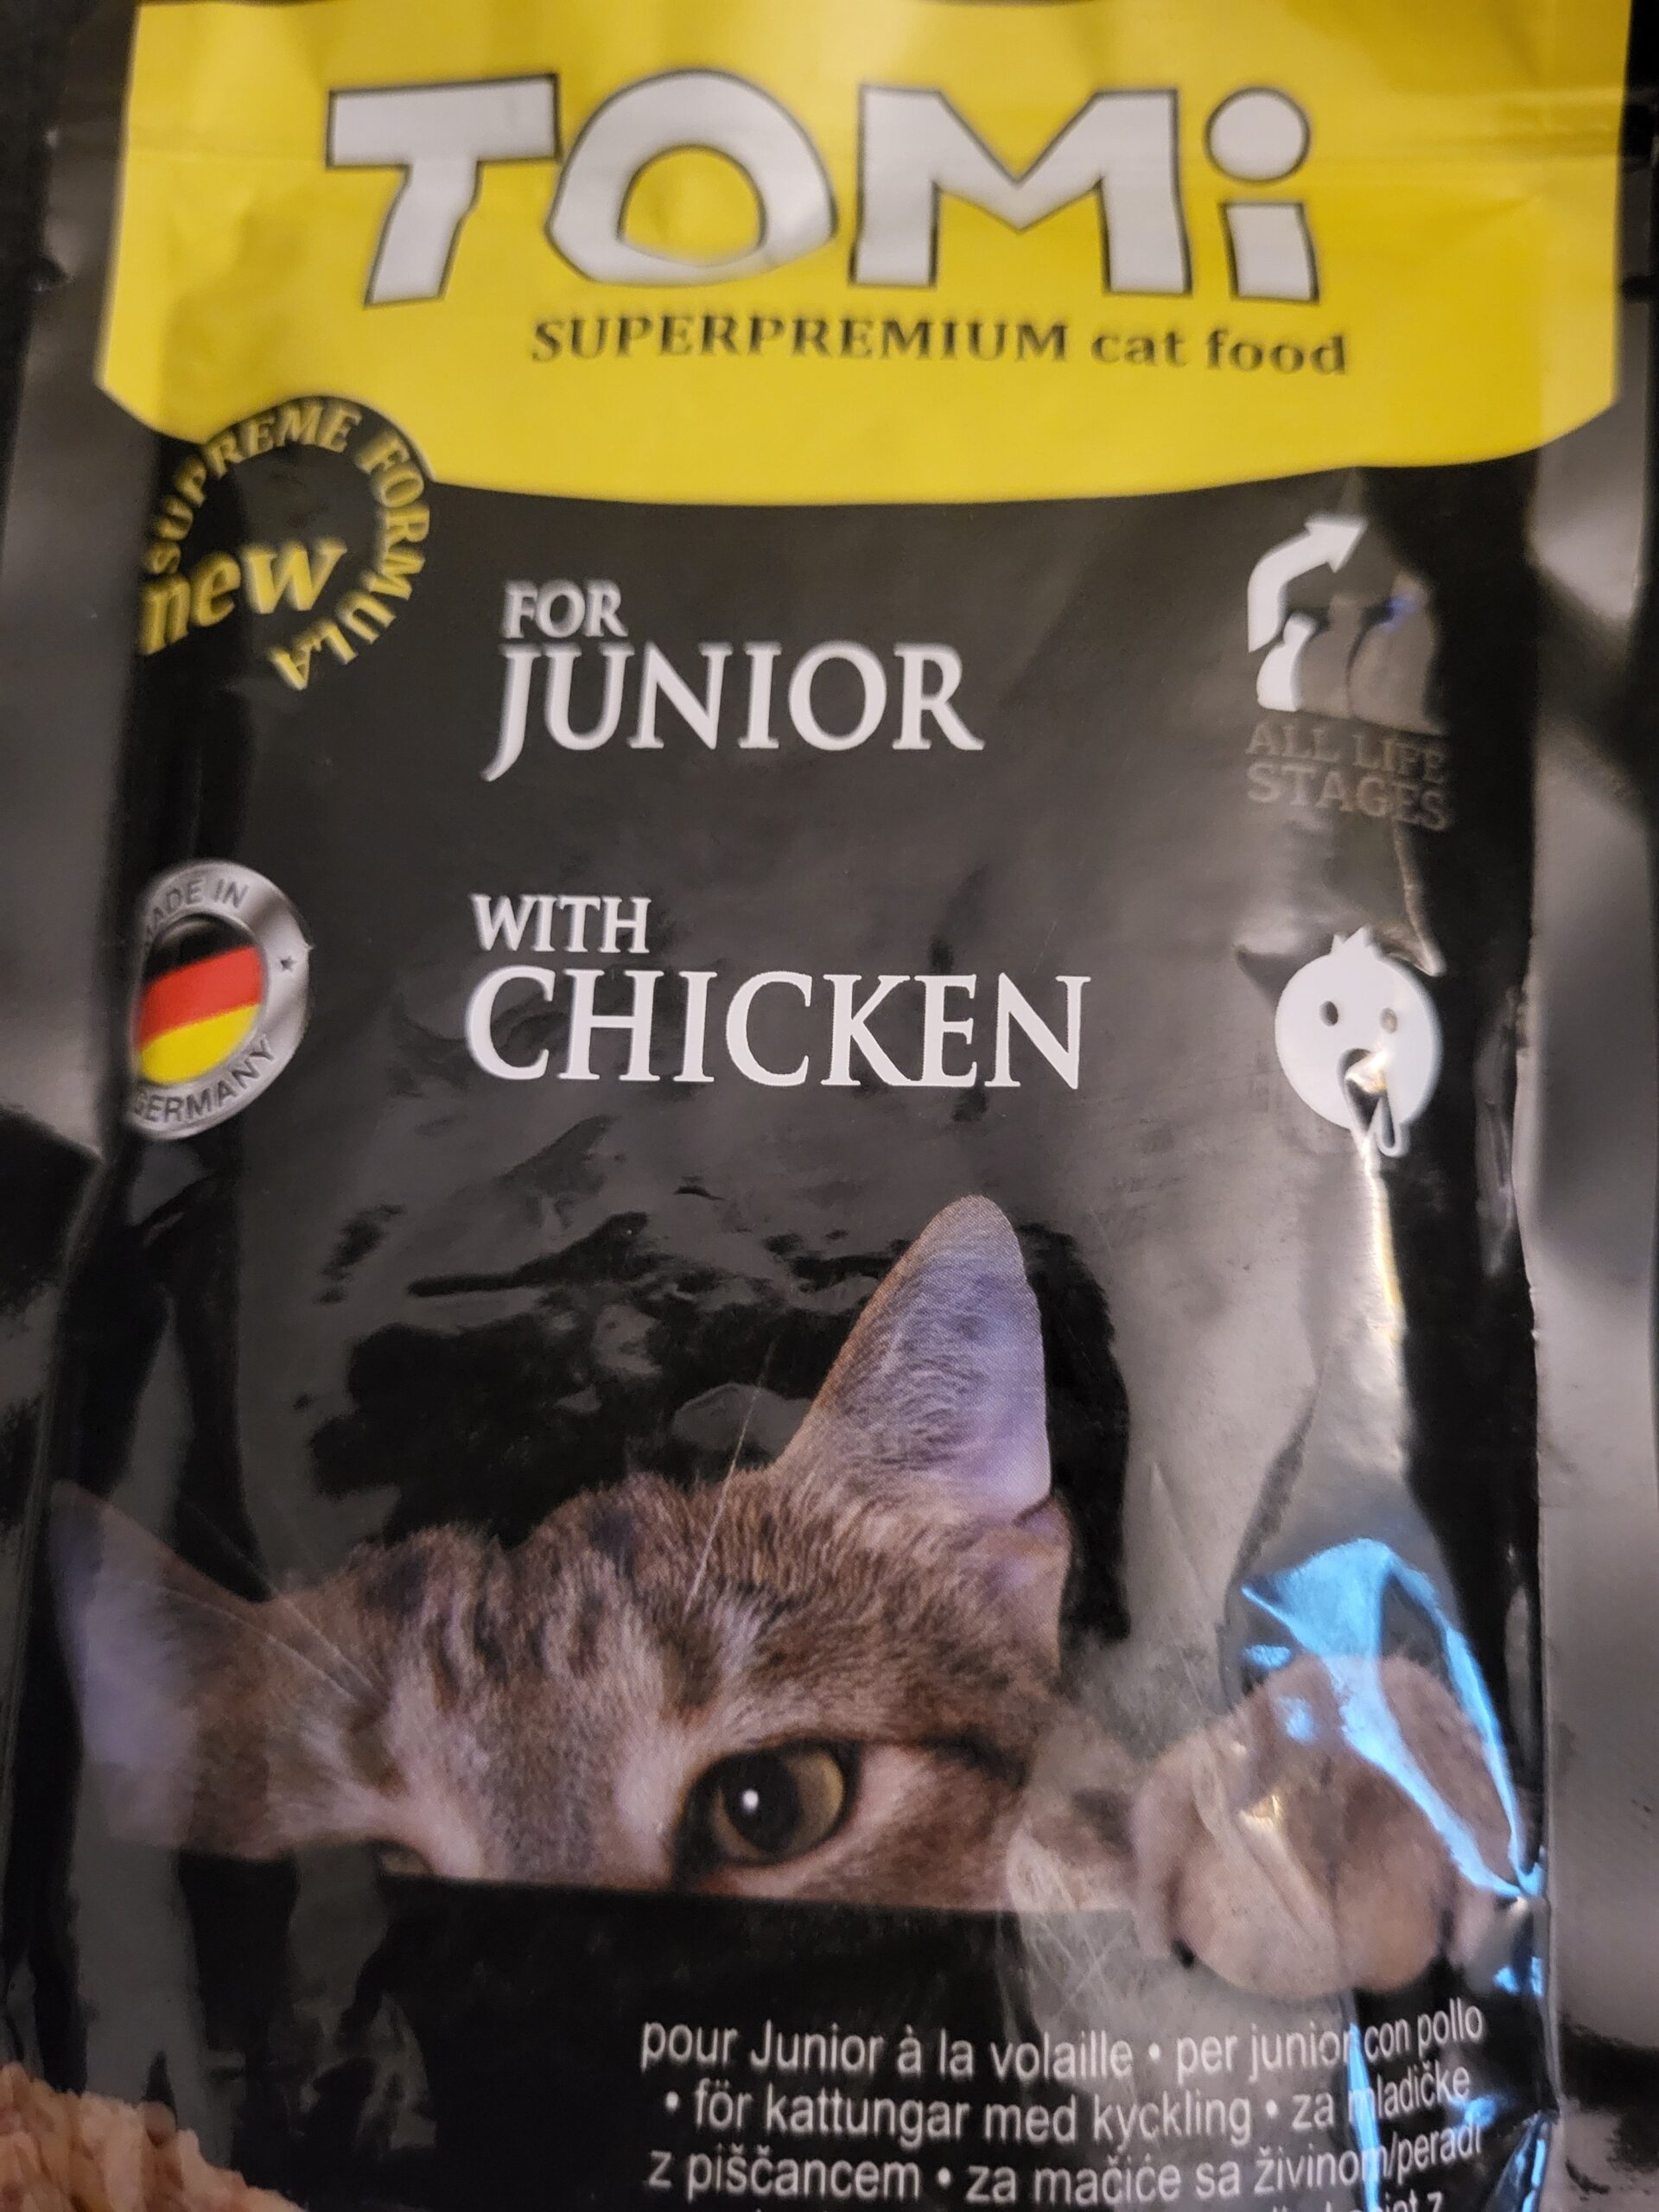 TOMi
SUPERPREMIUM cat food
SUPREME FORMULA
new
FOR
JUNIOR
ALL LIFE
STAGES
MADE IN
GERMANY
WITH
CHICKEN
pour Junior à la volaille • per junior con pollo
• för kattungar med kyckling • za mladičke
z piščancem • za mačiće sa živinom/peradi